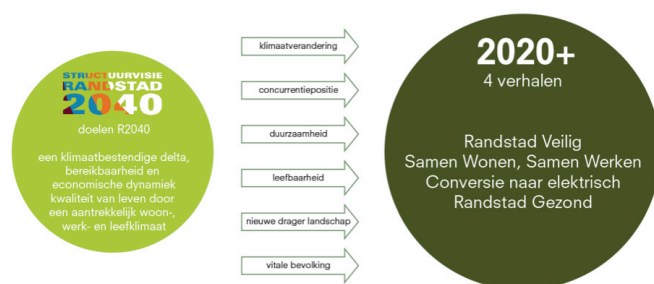 STRUCTUURVISIE
RANDSTAD
2040
doelen R2040
een klimaatbestendige delta,
bereikbaarheid en
economische dynamiek
kwaliteit van leven door
een aantrekkelijk woon-,
werk- en leefklimaat
klimaatverandering
concurrentiepositie
duurzaamheid
leefbaarheid
nieuwe drager landschap
vitale bevolking
2020+
4 verhalen
Randstad Veilig
Samen Wonen, Samen Werken
Conversie naar elektrisch
Randstad Gezond